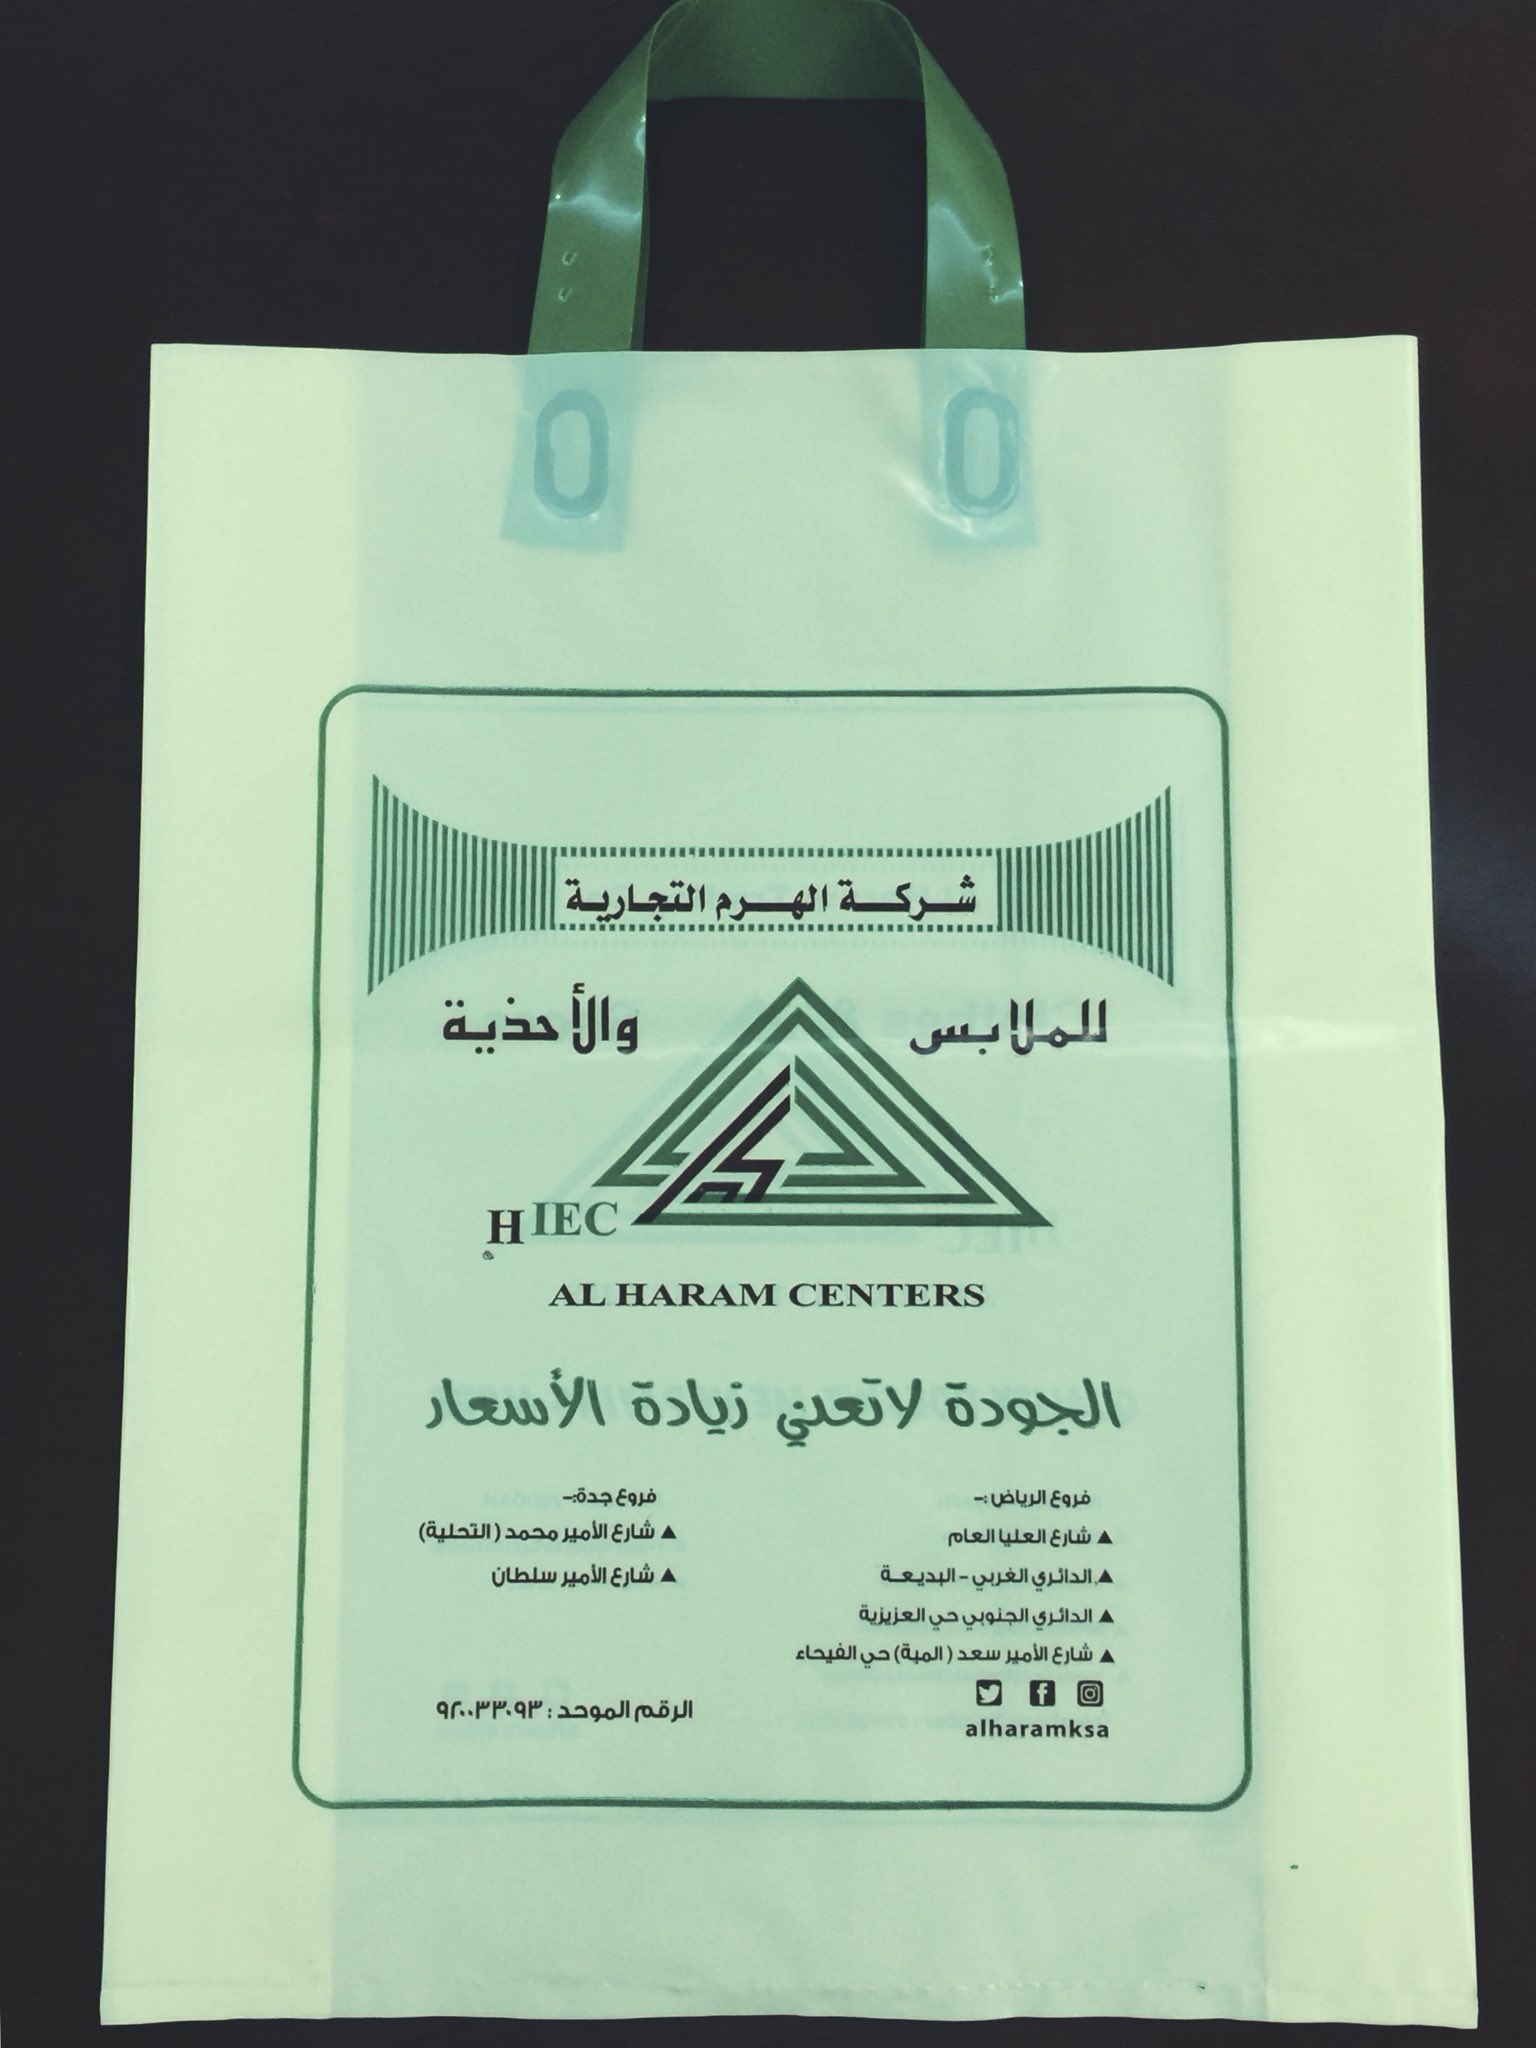 شركة الهرم التجارية
للملابس والأحذية
HIEC
AL HARAM CENTERS
الجودة لاتعني زيادة الأسعار
فروع الرياض :-
▲ شارع العليا العام
▲ الدائري الغربي - البديعة
▲ الدائري الجنوبي حي العزيزية
▲ شارع الأمير سعد ( المبة) حي الفيحاء
فروع جدة:-
▲ شارع الأمير محمد ( التحلية)
▲ شارع الأمير سلطان
alharamksa
الرقم الموحد : ٩٢٠٠٣٣٠٩٣